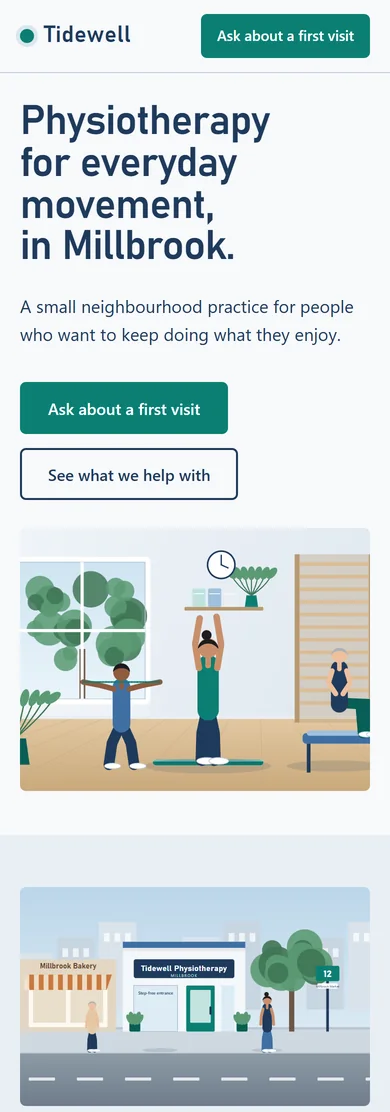 Tidewell
Ask about a first visit
Physiotherapy
for everyday
movement,
in Millbrook.
A small neighbourhood practice for people
who want to keep doing what they enjoy.
Ask about a first visit
See what we help with
Millbrook Bakery
Tidewell Physiotherapy
MILLBROOK
Step-free entrance
12